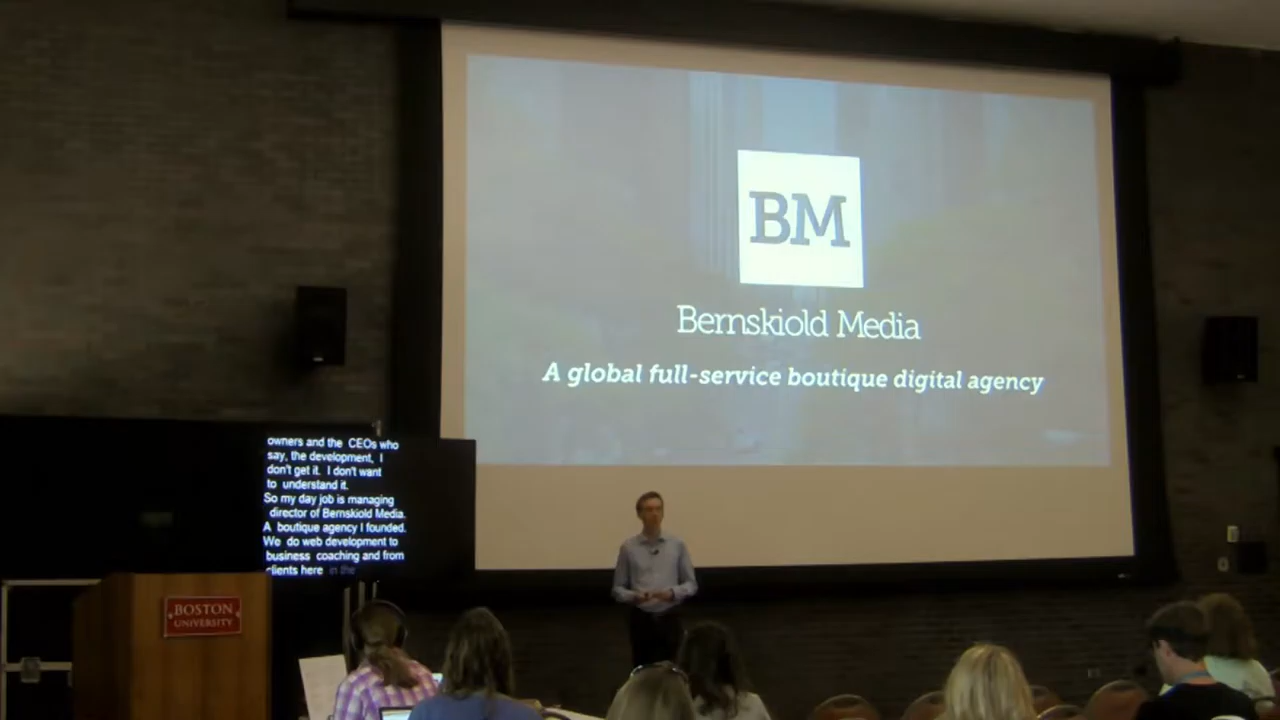 BM
Bernskiold Media
A global full-service boutique digital agency
owners and the CEOs who
say, the development, I
don't get it. I don't want
to understand it.
So my day job is managing
director of Bernskiold Media.
A boutique agency I founded.
We do web development to
business coaching and from
clients here in the
BOSTON
UNIVERSITY